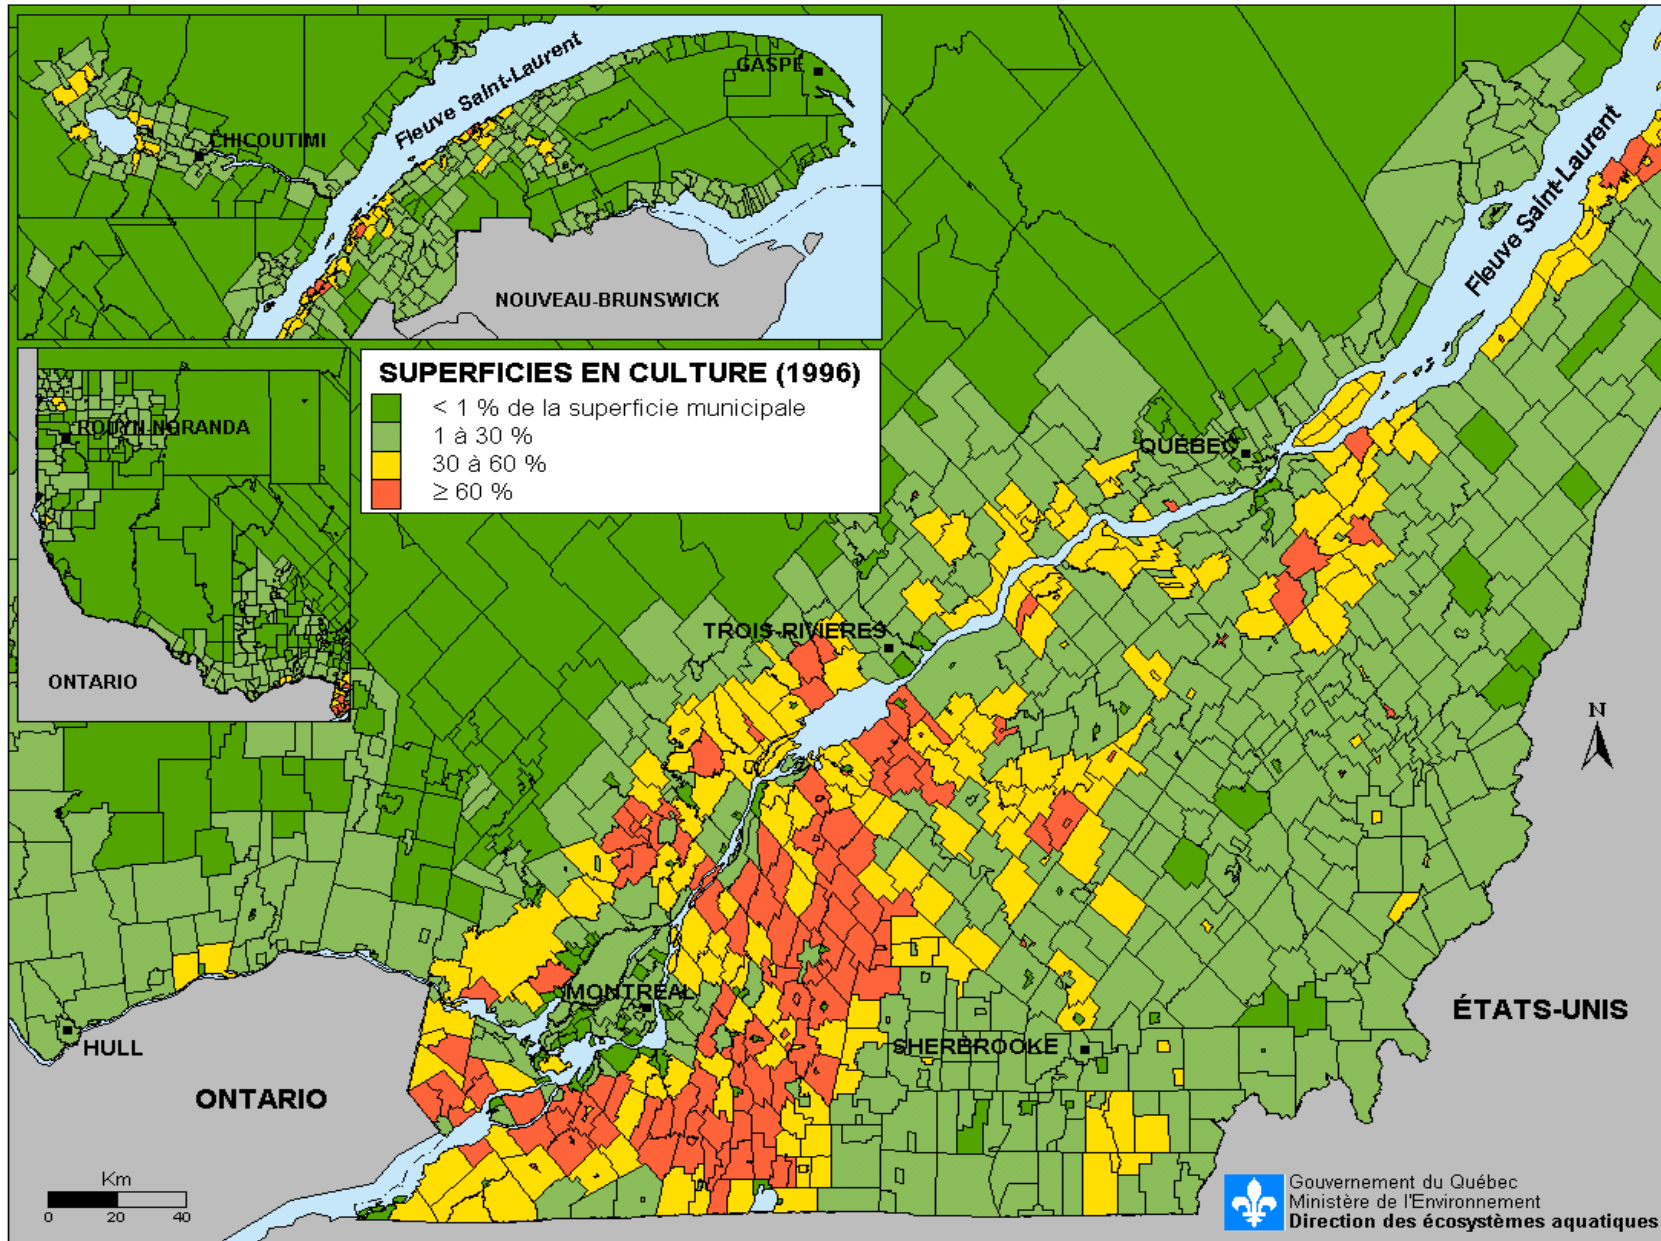 GASPÉ
Fleuve Saint-Laurent
CHICOUTIMI
NOUVEAU-BRUNSWICK
ROUYN-NORANDA
ONTARIO
SUPERFICIES EN CULTURE (1996)
< 1 % de la superficie municipale
1 à 30 %
30 à 60 %
≥ 60 %
Fleuve Saint-Laurent
QUÉBEC
TROIS-RIVIÈRES
N
MONTRÉAL
HULL
SHERBROOKE
ÉTATS-UNIS
ONTARIO
Km
0 20 40
Gouvernement du Québec
Ministère de l'Environnement
Direction des écosystèmes aquatiques